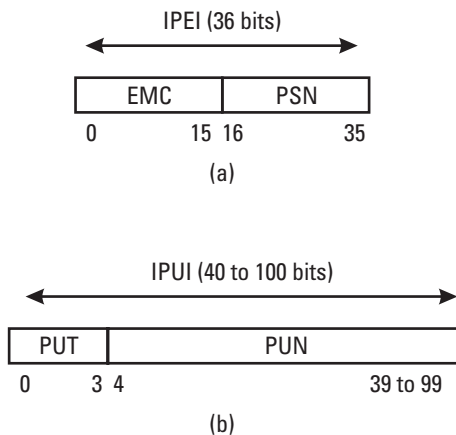 IPEI (36 bits)
EMC PSN
0 15 16 35
(a)
IPUI (40 to 100 bits)
PUT PUN
0 3 4 39 to 99
(b)